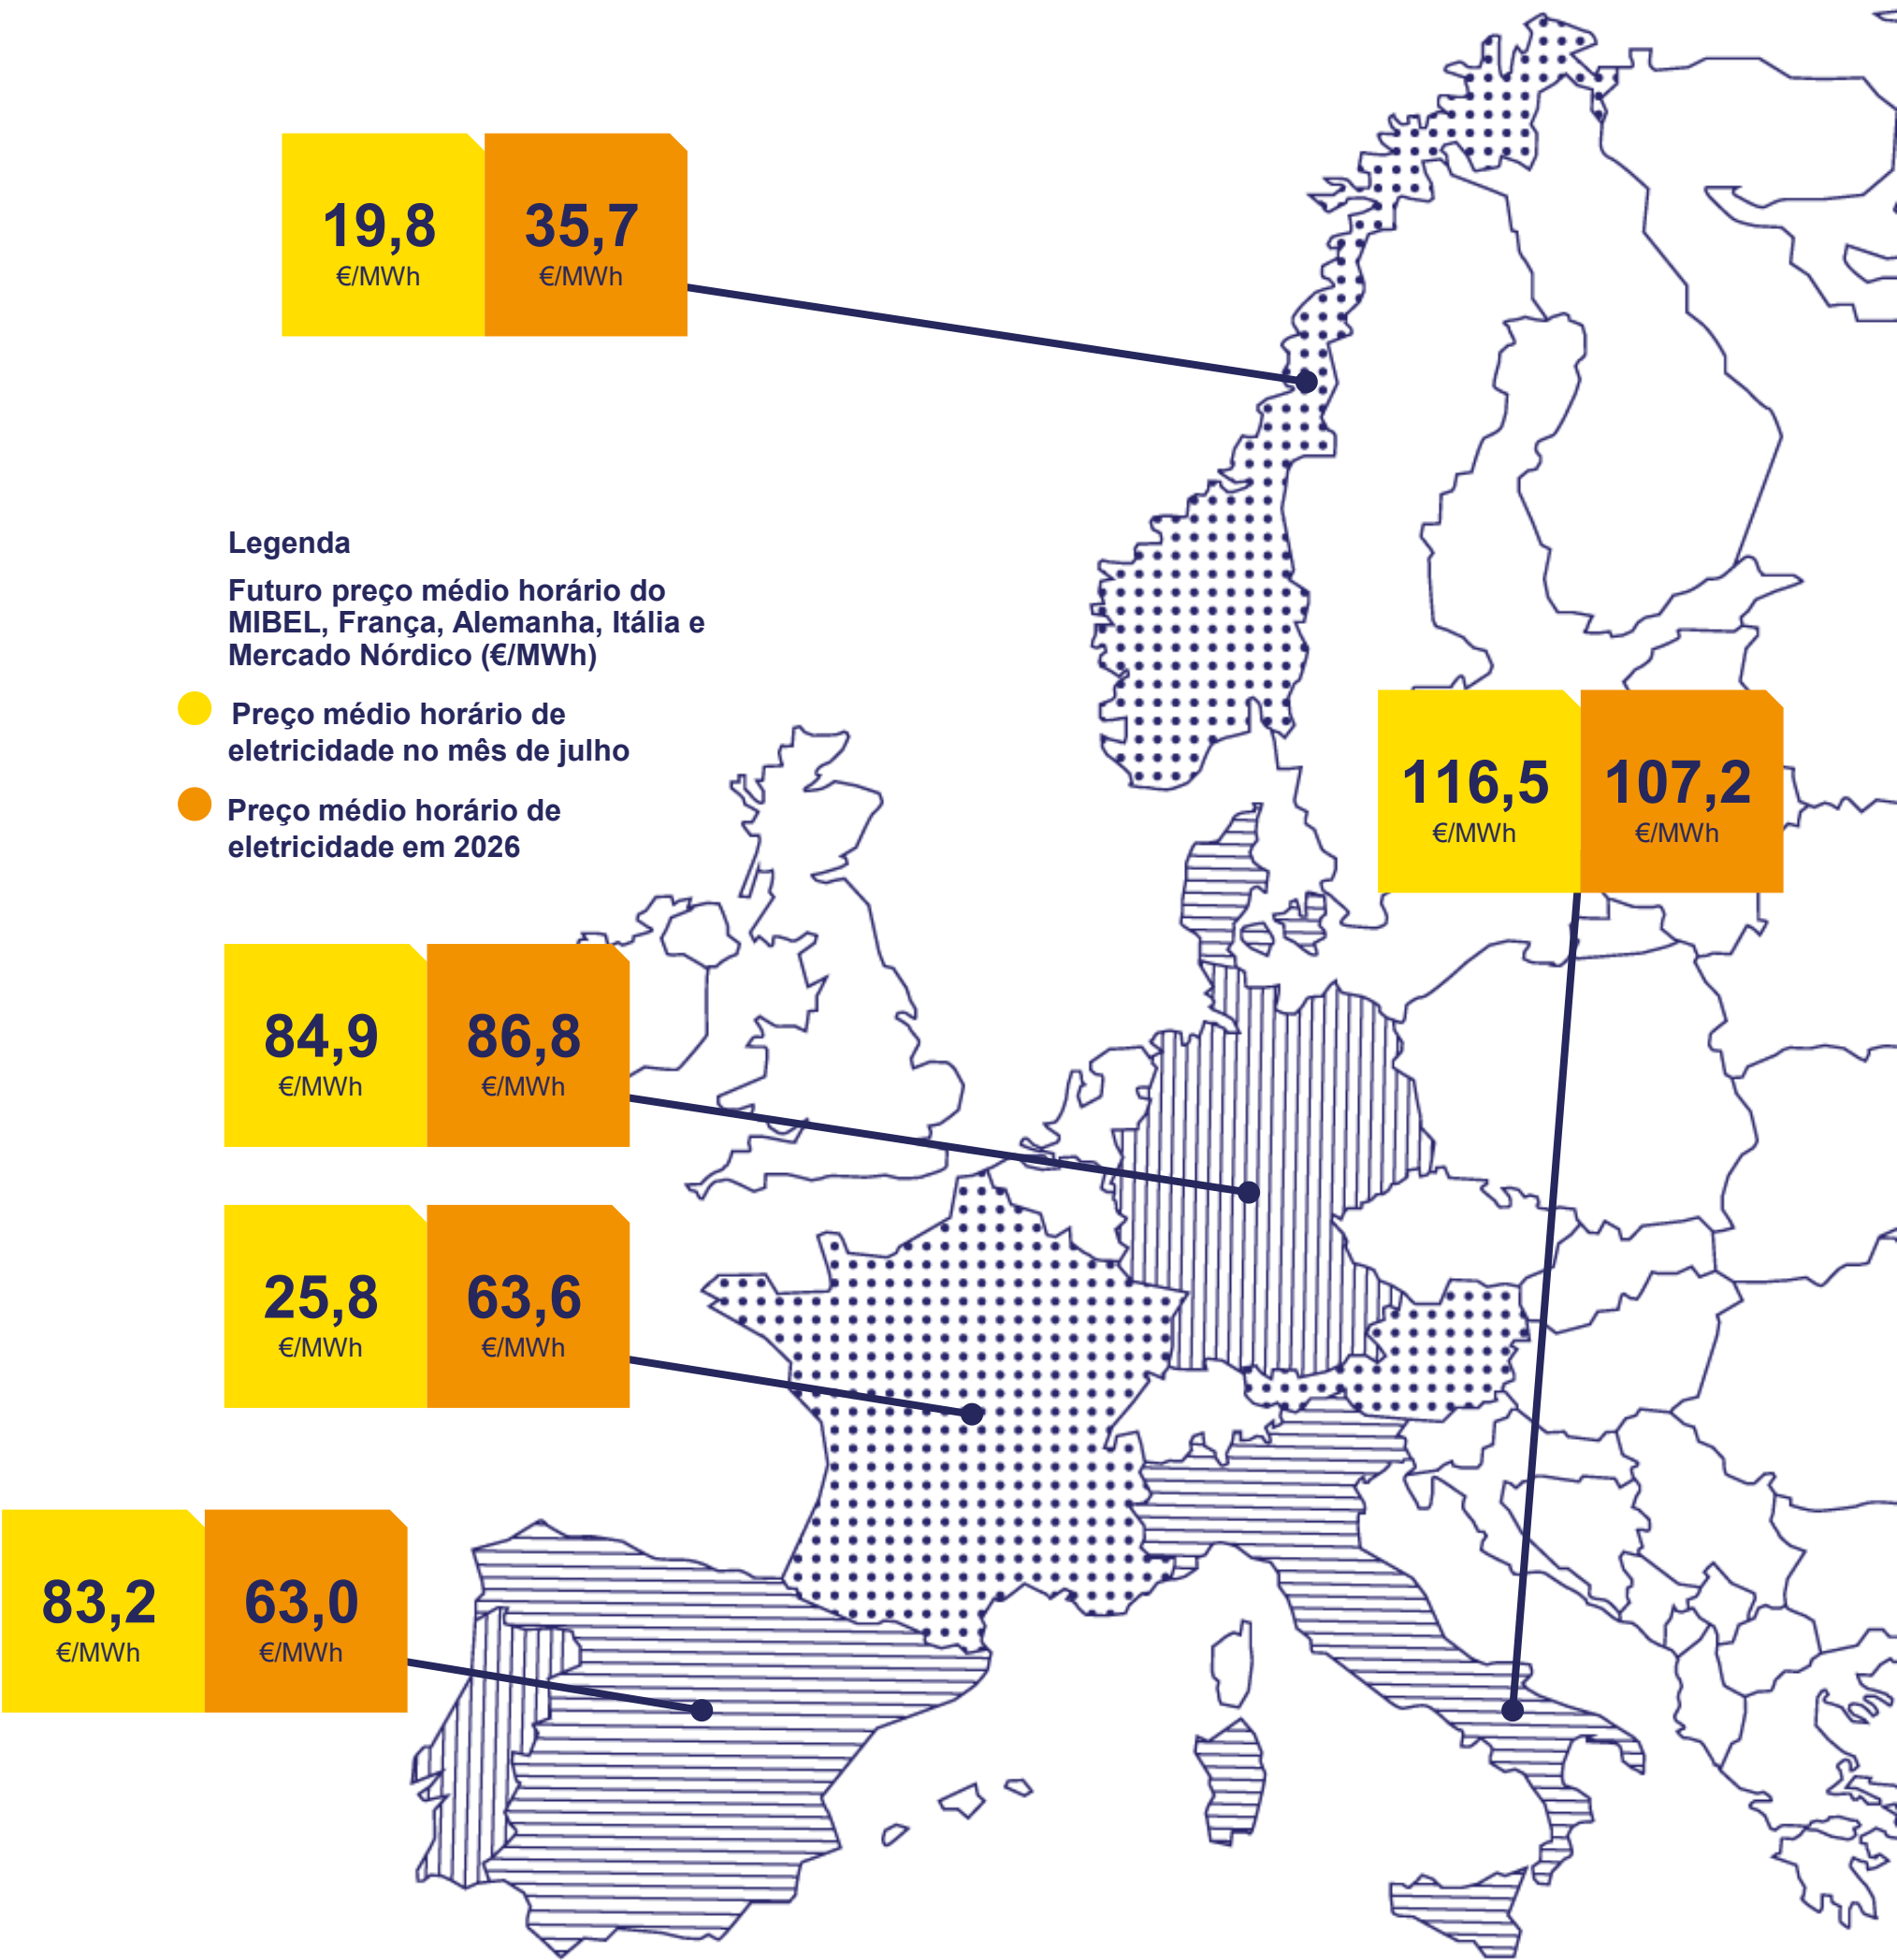 19,8
€/MWh
35,7
€/MWh
Legenda
Futuro preço médio horário do
MIBEL, França, Alemanha, Itália e
Mercado Nórdico (€/MWh)
Preço médio horário de
eletricidade no mês de julho
Preço médio horário de
eletricidade em 2026
116,5
€/MWh
107,2
€/MWh
84,9
€/MWh
86,8
€/MWh
25,8
€/MWh
63,6
€/MWh
83,2
€/MWh
63,0
€/MWh